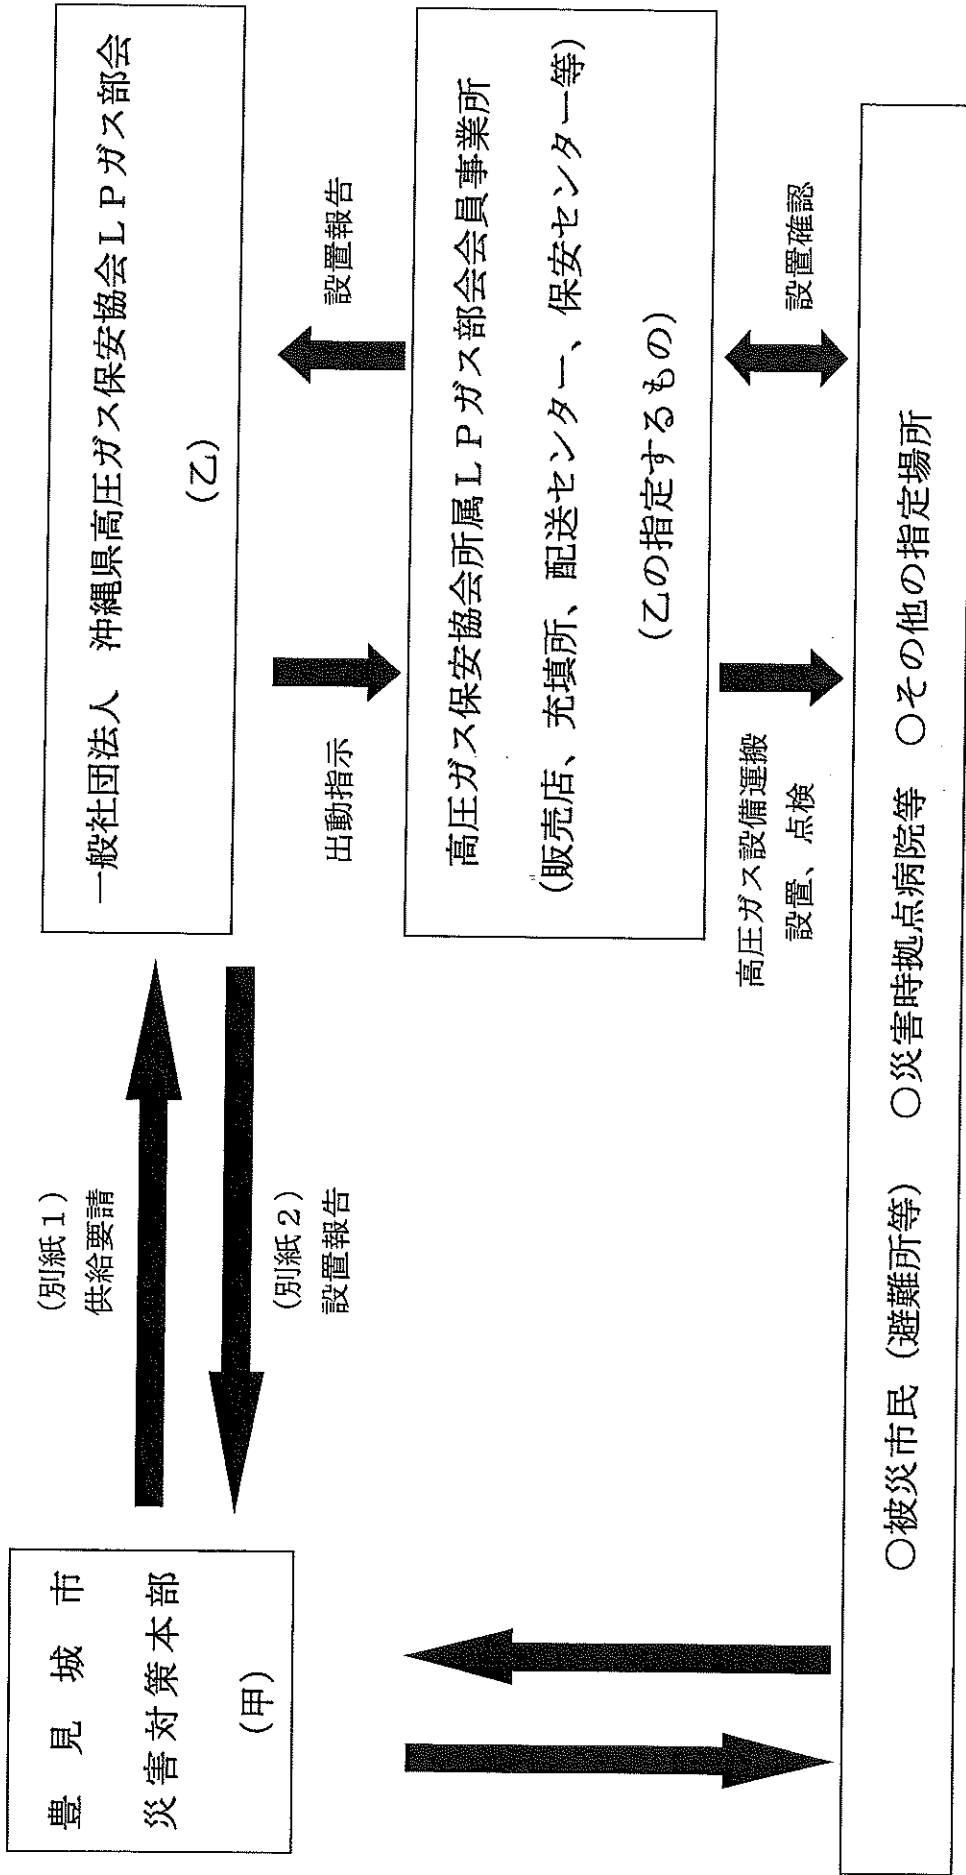 豊見城市
災害対策本部
(甲)
(別紙1)
供給要請
(別紙2)
設置報告
一般社団法人　沖縄県高圧ガス保安協会LPガス部会
(乙)
出動指示
設置報告
高圧ガス保安協会所属LPガス部会会員事業所
(販売店、充填所、配送センター、保安センター等)
(乙の指定するもの)
高圧ガス設備運搬
設置、点検
設置確認
○被災市民 (避難所等)　○災害時拠点病院等　○その他の指定場所